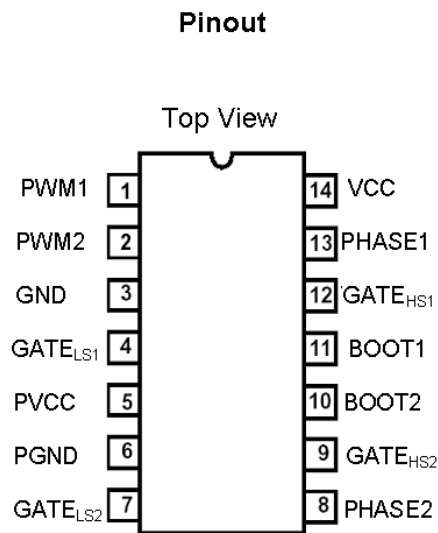 Pinout
Top View
PWM1 1 14 VCC
PWM2 2 13 PHASE1
GND 3 12 GATEHS1
GATELS1 4 11 BOOT1
PVCC 5 10 BOOT2
PGND 6 9 GATEHS2
GATELS2 7 8 PHASE2